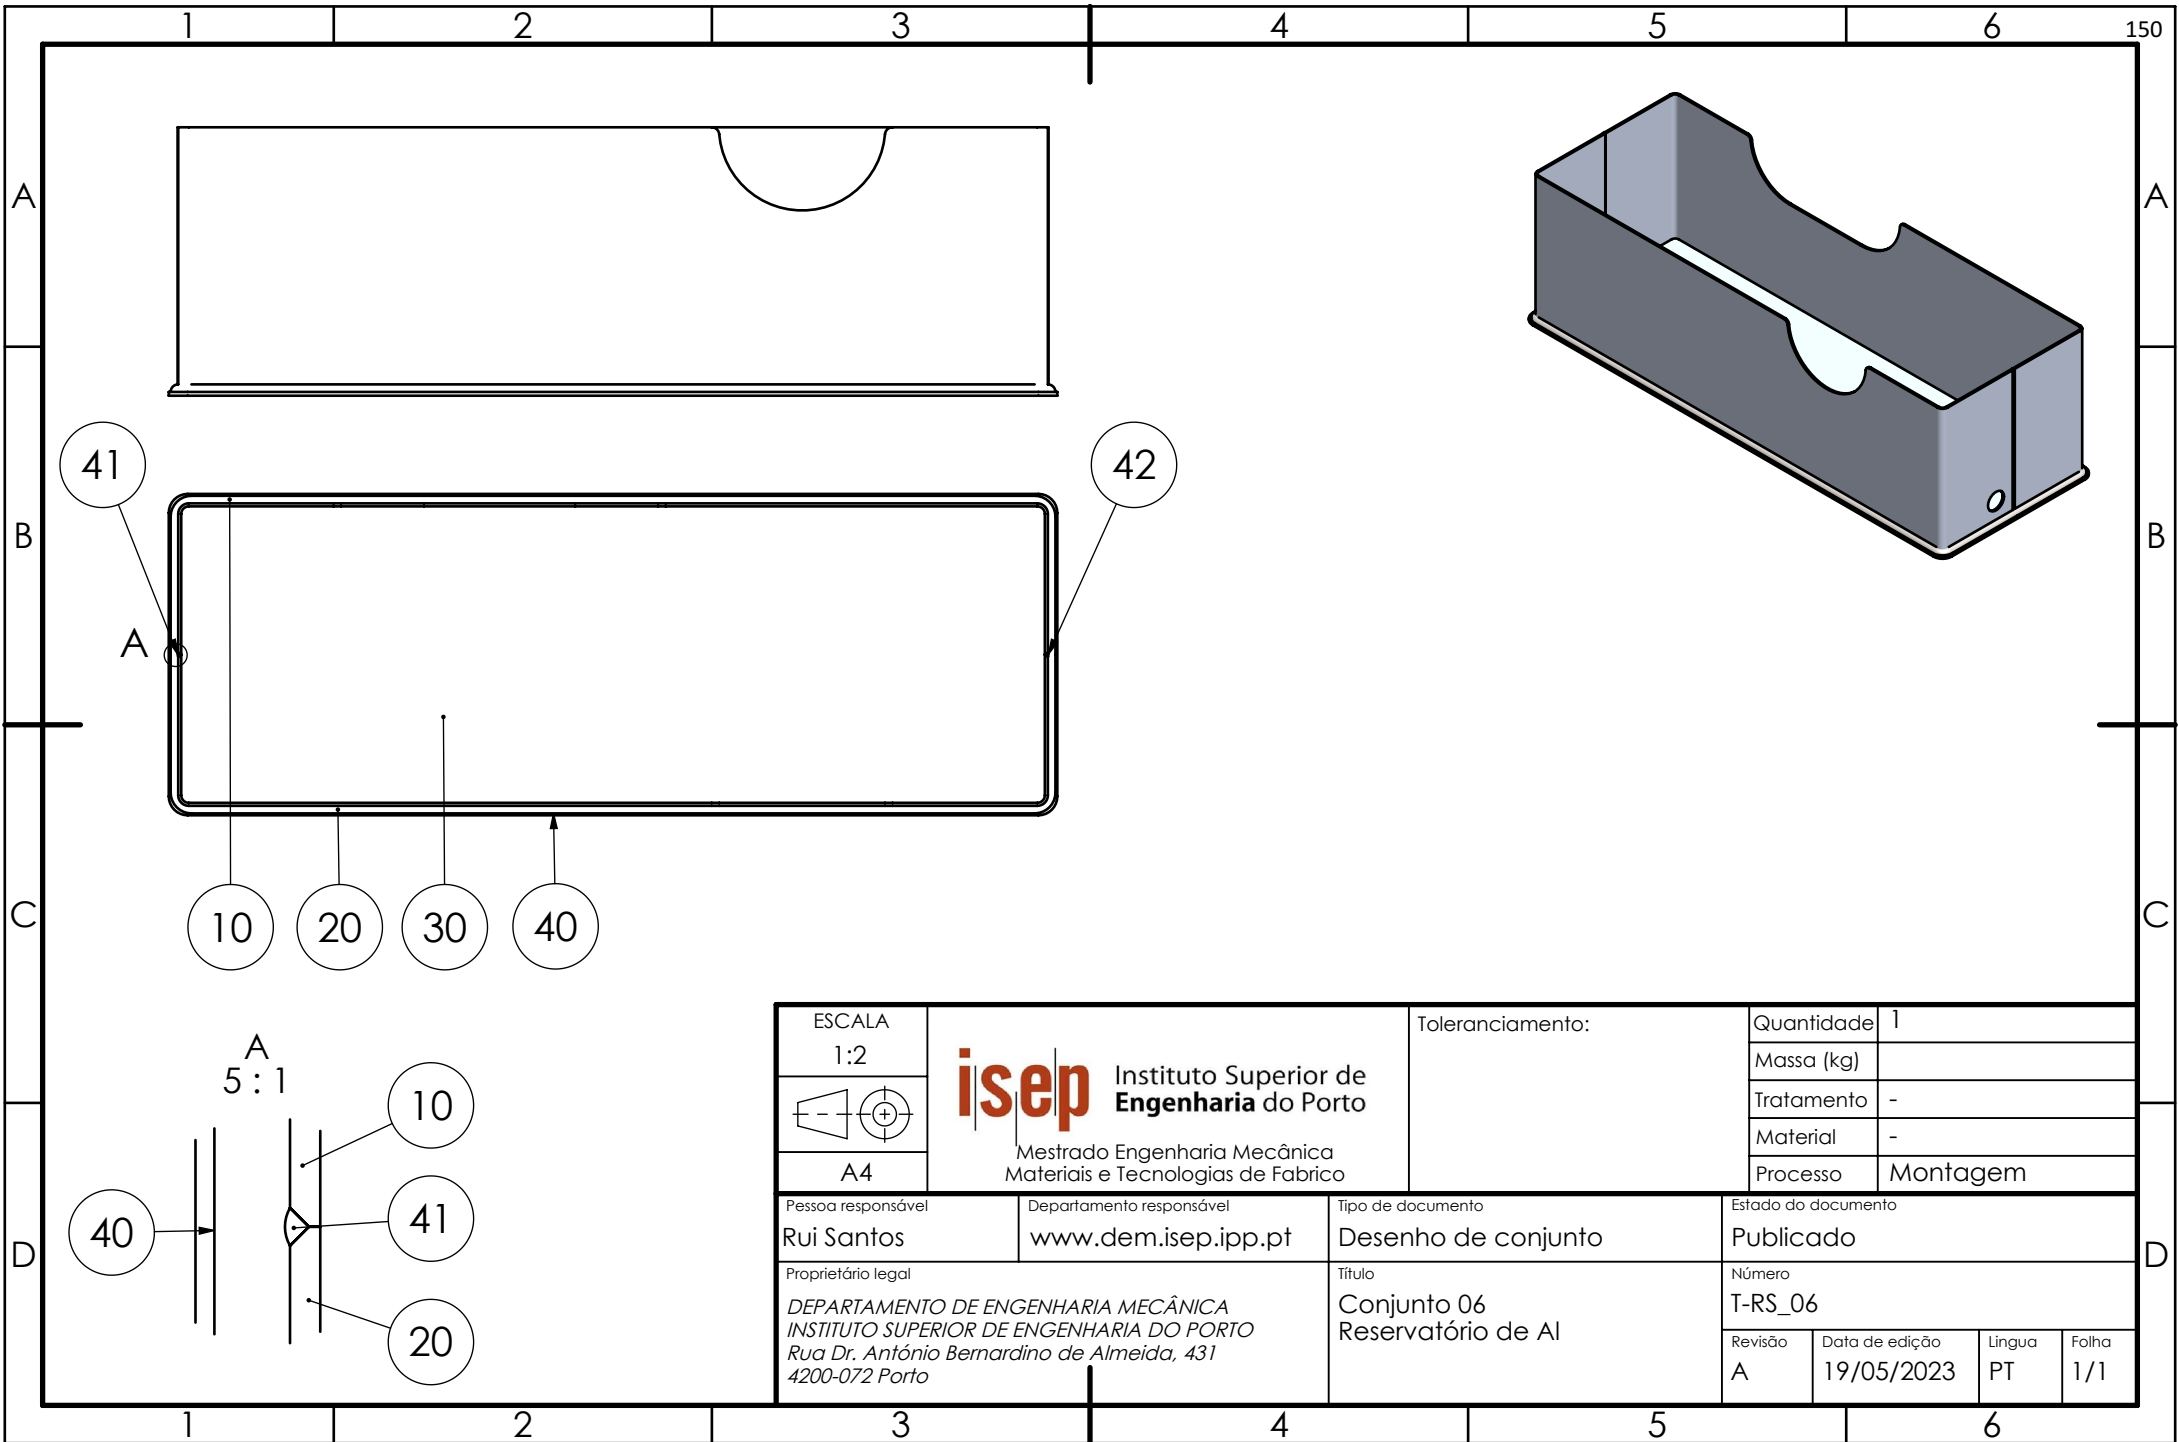 1 2 3 4 5 6 150
A A
B B
C C
D D
41
42
A
10 20 30 40
A
5 : 1
10
41
40
20
ESCALA
1:2
A4
isep
Instituto Superior de
Engenharia do Porto
Mestrado Engenharia Mecânica
Materiais e Tecnologias de Fabrico
Toleranciamento:
Quantidade 1
Massa (kg)
Tratamento -
Material -
Processo Montagem
Pessoa responsável
Rui Santos
Departamento responsável
www.dem.isep.ipp.pt
Tipo de documento
Desenho de conjunto
Estado do documento
Publicado
Proprietário legal
DEPARTAMENTO DE ENGENHARIA MECÂNICA
INSTITUTO SUPERIOR DE ENGENHARIA DO PORTO
Rua Dr. António Bernardino de Almeida, 431
4200-072 Porto
Título
Conjunto 06
Reservatório de Al
Número
T-RS_06
Revisão
A
Data de edição
19/05/2023
Lingua
PT
Folha
1/1
1 2 3 4 5 6